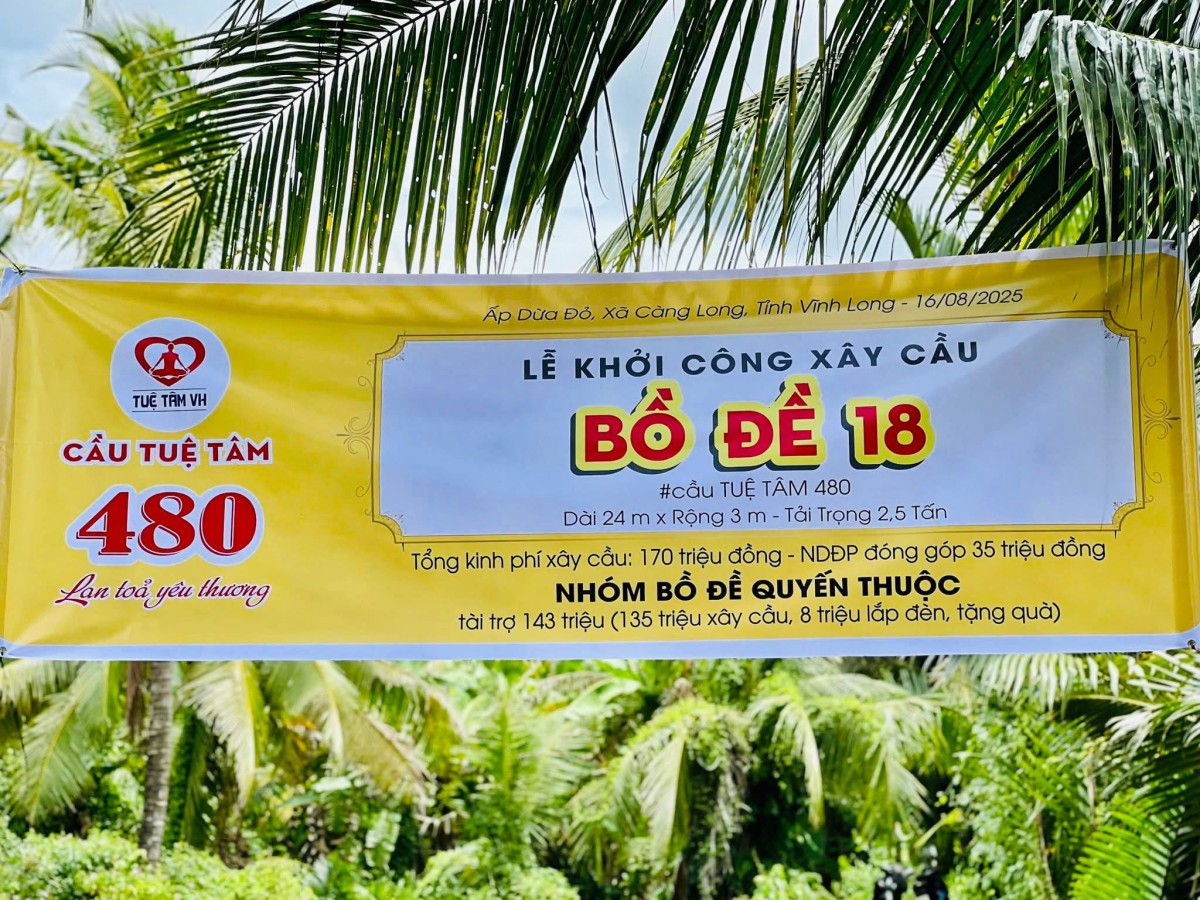 Ấp Dừa Đỏ, Xã Càng Long, Tỉnh Vĩnh Long - 16/08/2025
TUỆ TÂM VH
CẦU TUỆ TÂM
480
Lan toả yêu thương
LỄ KHỞI CÔNG XÂY CẦU
BỒ ĐỀ 18
#cầu TUỆ TÂM 480
Dài 24 m x Rộng 3 m - Tải Trọng 2,5 Tấn
Tổng kinh phí xây cầu: 170 triệu đồng - NDĐP đóng góp 35 triệu đồng
NHÓM BỒ ĐỀ QUYẾN THUỘC
tài trợ 143 triệu (135 triệu xây cầu, 8 triệu lắp đèn, tặng quà)